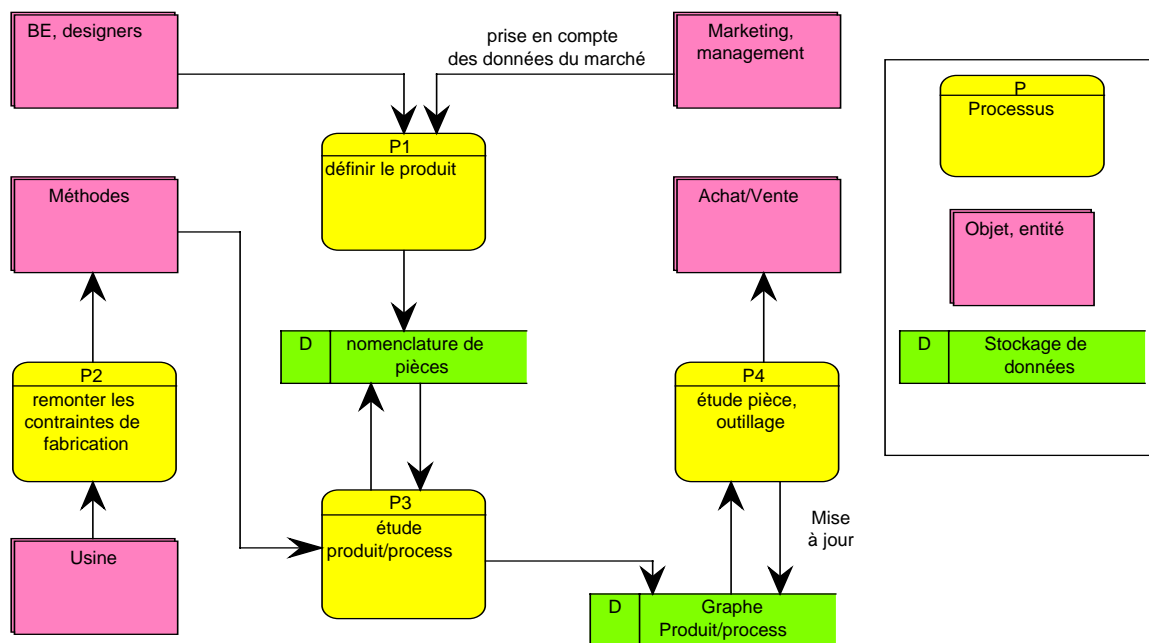 BE, designers
prise en compte
des données du marché
Marketing,
management
P
Processus
P1
définir le produit
Méthodes
Achat/Vente
Objet, entité
D
nomenclature de
pièces
D
Stockage de
données
P2
remonter les
contraintes de
fabrication
P4
étude pièce,
outillage
P3
étude
produit/process
Mise
à jour
Usine
D
Graphe
Produit/process